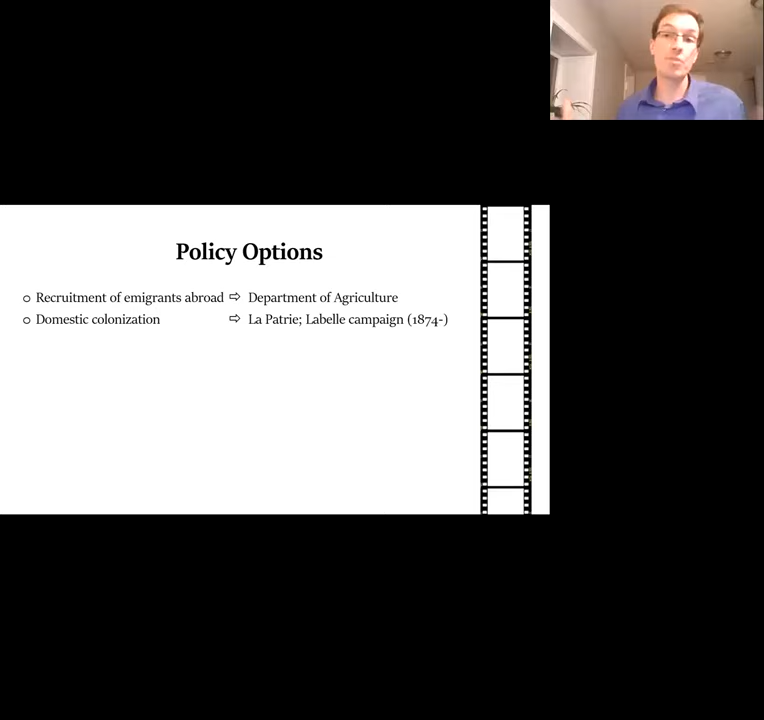 Policy Options
○ Recruitment of emigrants abroad ⇨ Department of Agriculture
○ Domestic colonization ⇨ La Patrie; Labelle campaign (1874-)